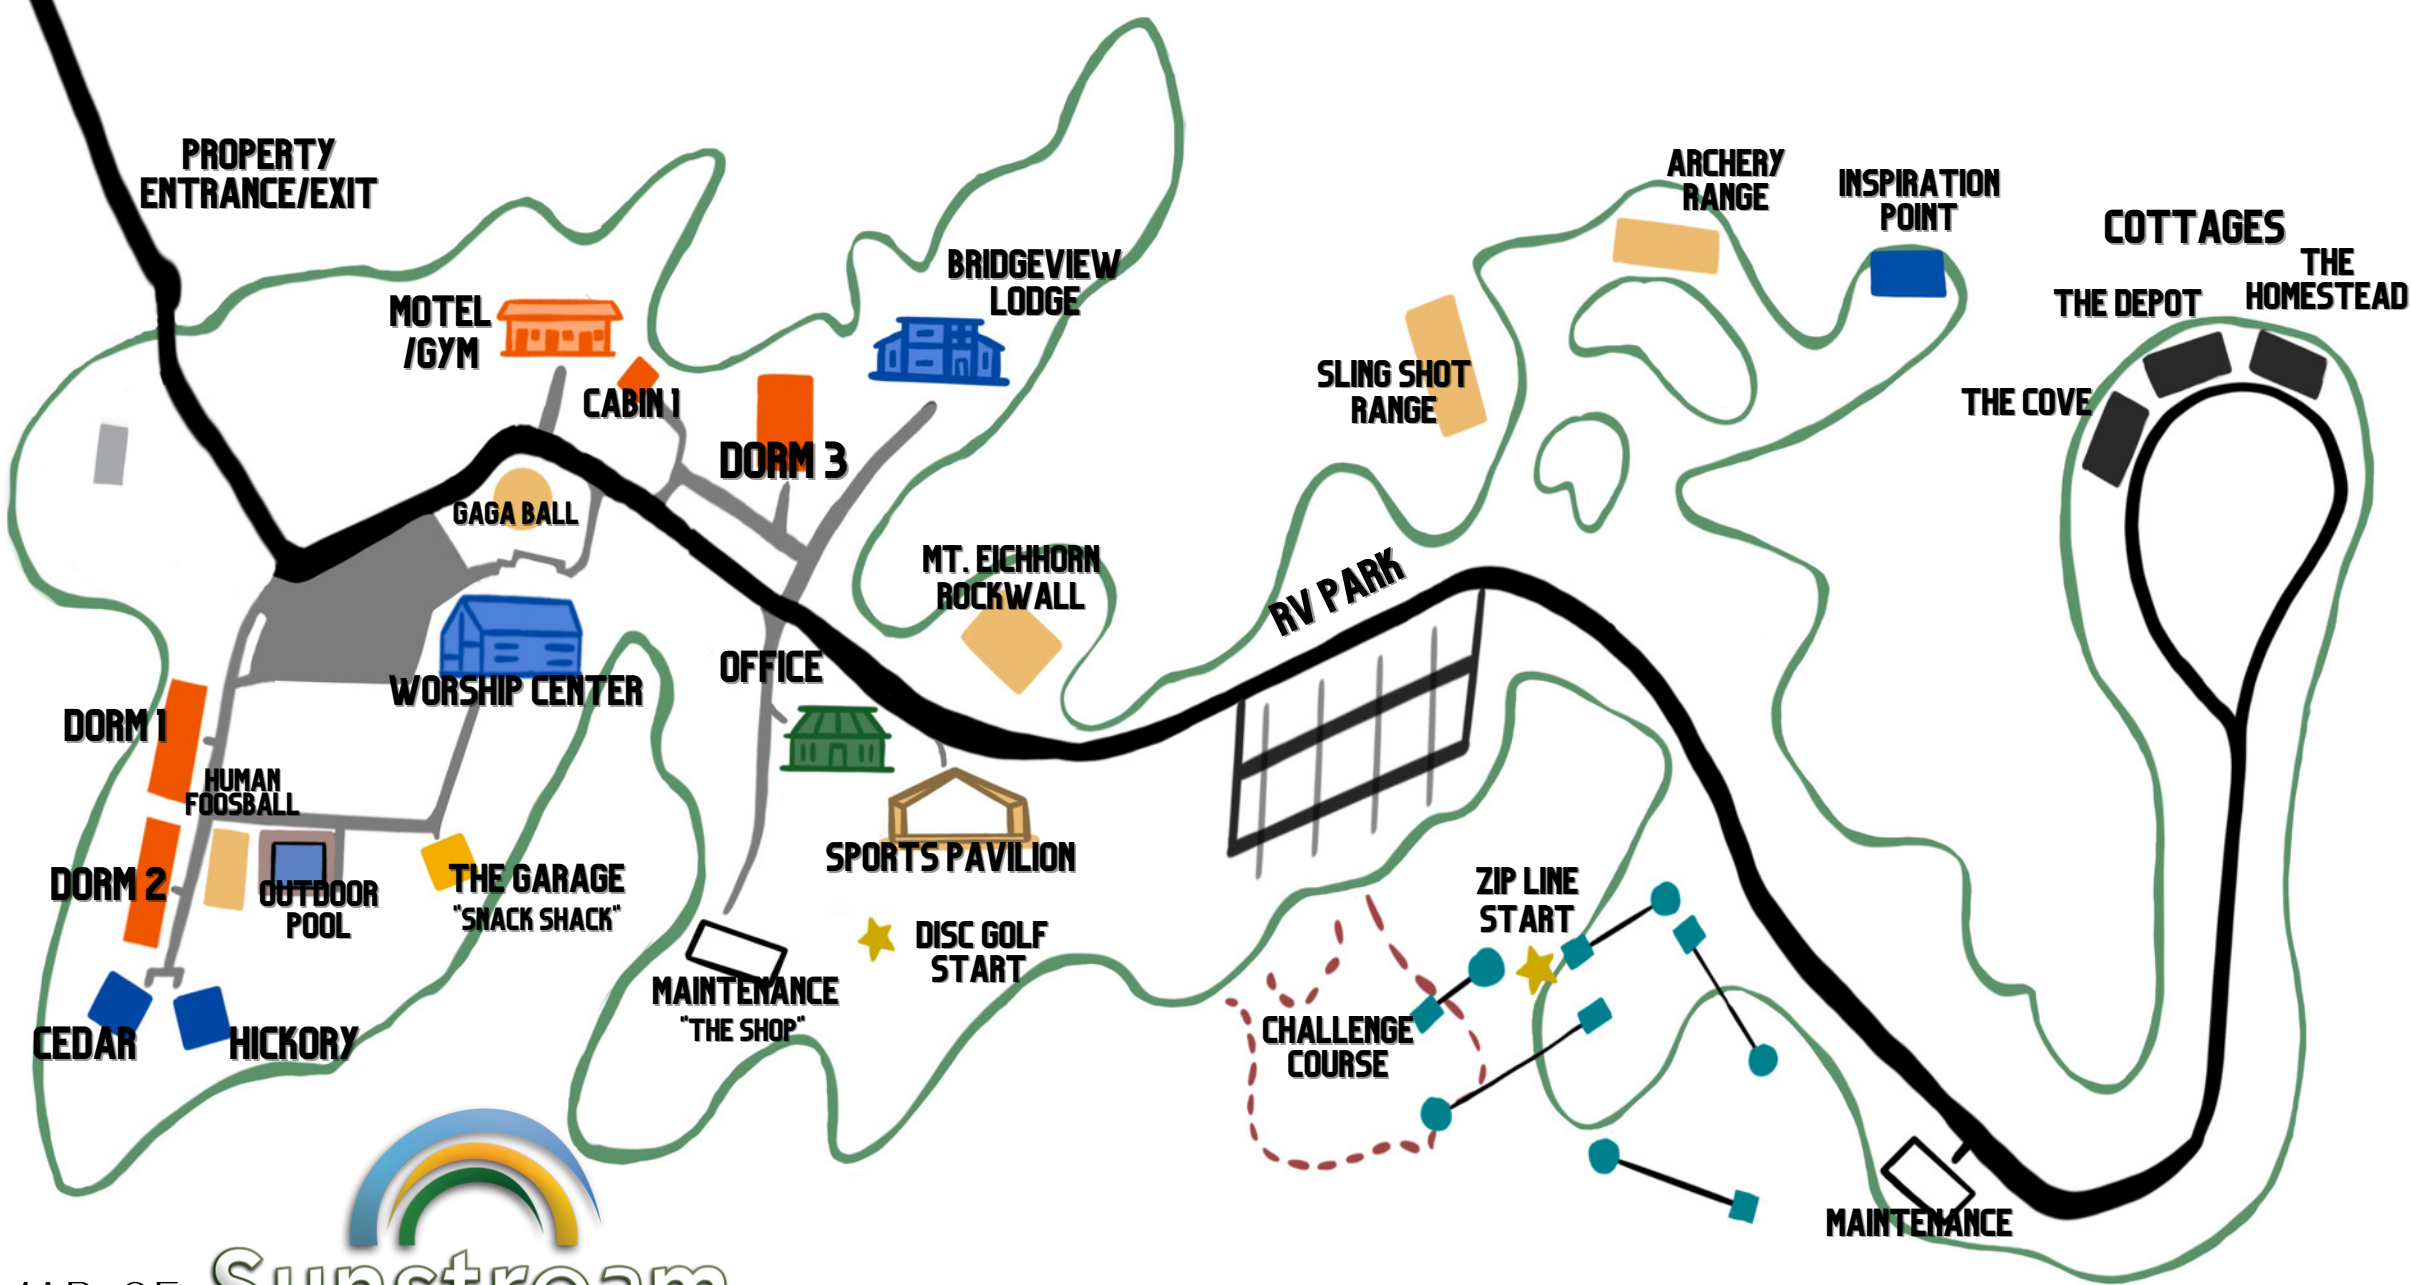 PROPERTY
ENTRANCE/EXIT
MOTEL
/GYM
CABIN 1
DORM 3
BRIDGEVIEW
LODGE
GAGA BALL
MT. EICHHORN
ROCKWALL
WORSHIP CENTER
OFFICE
DORM 1
HUMAN
FOOSBALL
DORM 2
OUTDOOR
POOL
THE GARAGE
"SNACK SHACK"
CEDAR
HICKORY
SPORTS PAVILION
DISC GOLF
START
MAINTENANCE
"THE SHOP"
RV PARK
SLING SHOT
RANGE
ARCHERY
RANGE
INSPIRATION
POINT
COTTAGES
THE DEPOT
THE
HOMESTEAD
THE COVE
ZIP LINE
START
CHALLENGE
COURSE
MAINTENANCE
Sunstream